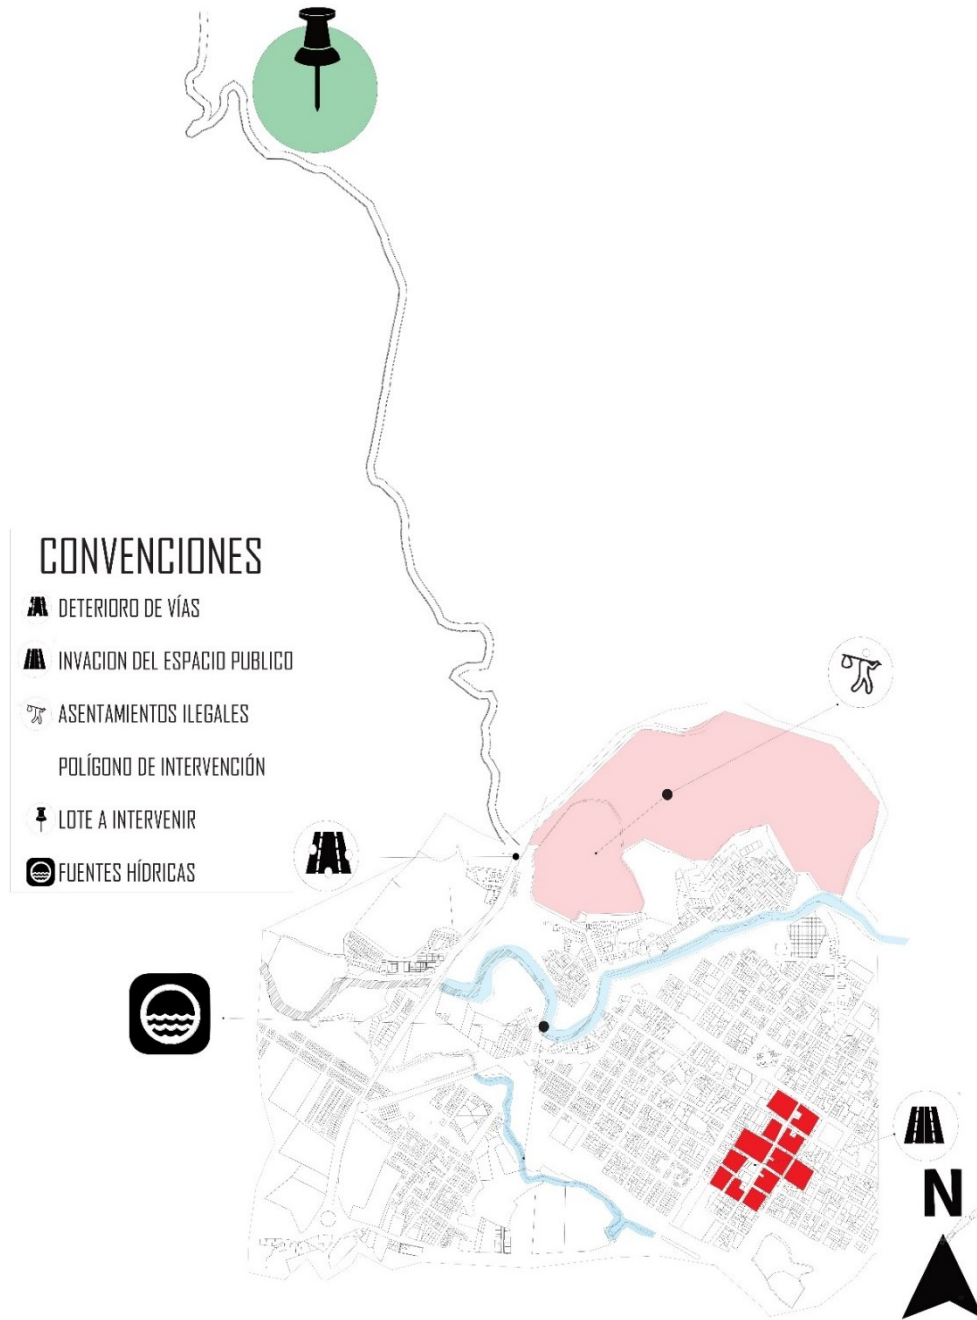 CONVENCIONES
DETERIORO DE VÍAS
INVACION DEL ESPACIO PUBLICO
ASENTAMIENTOS ILEGALES
POLÍGONO DE INTERVENCIÓN
LOTE A INTERVENIR
FUENTES HÍDRICAS
N